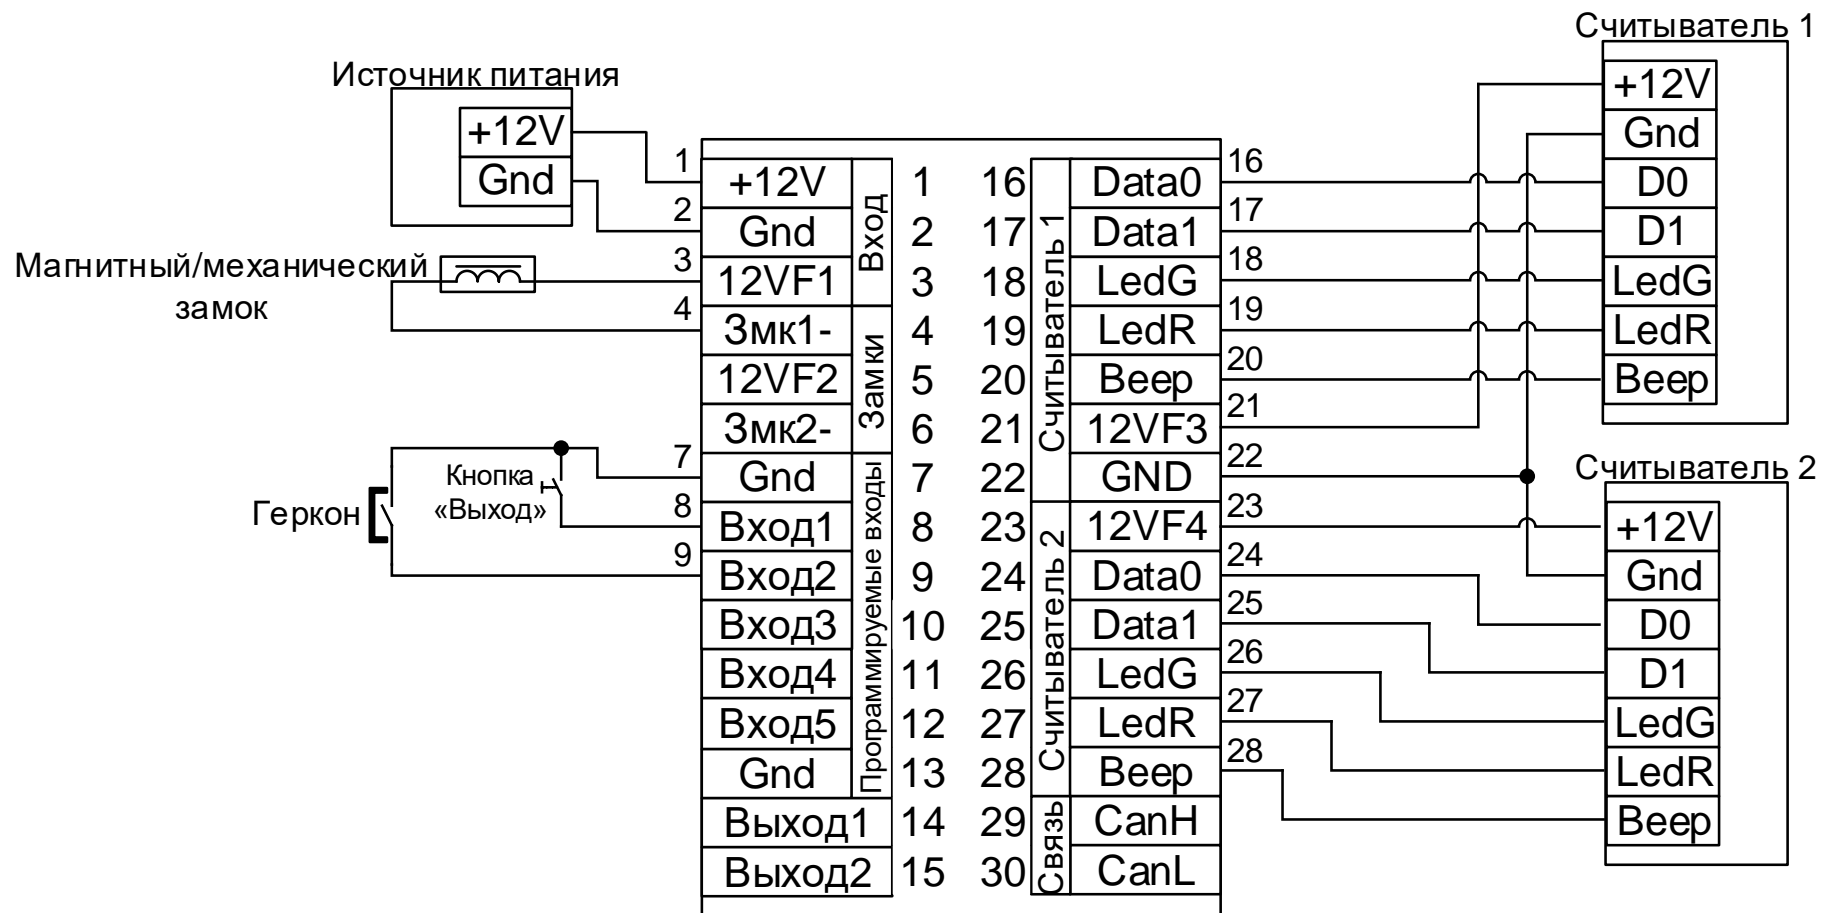 Источник питания
+12V
Gnd
Магнитный/механический
замок
Кнопка
«Выход»
Геркон
1
2
3
4
7
8
9
+12V
Gnd
12VF1
Змк1-
12VF2
Змк2-
Gnd
Вход1
Вход2
Вход3
Вход4
Вход5
Gnd
Выход1
Выход2
Вход
Замки
Программируемые входы
1
2
3
4
5
6
7
8
9
10
11
12
13
14
15
16
17
18
19
20
21
22
23
24
25
26
27
28
29
30
Считыватель 1
Считыватель 2
Связь
Data0
Data1
LedG
LedR
Beep
12VF3
GND
12VF4
Data0
Data1
LedG
LedR
Beep
CanH
CanL
16
17
18
19
20
21
22
23
24
25
26
27
28
Считыватель 1
+12V
Gnd
D0
D1
LedG
LedR
Beep
Считыватель 2
+12V
Gnd
D0
D1
LedG
LedR
Beep